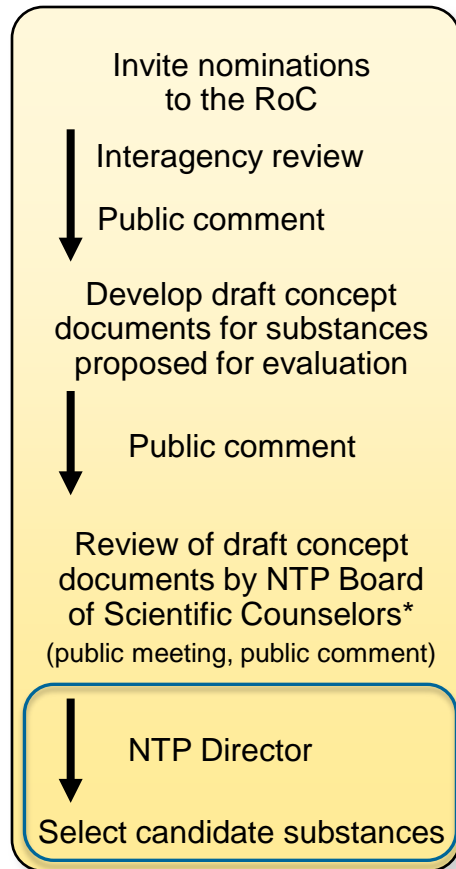 Invite nominations
to the RoC
Interagency review
Public comment
Develop draft concept
documents for substances
proposed for evaluation
Public comment
Review of draft concept
documents by NTP Board
of Scientific Counselors*
(public meeting, public comment)
NTP Director
Select candidate substances